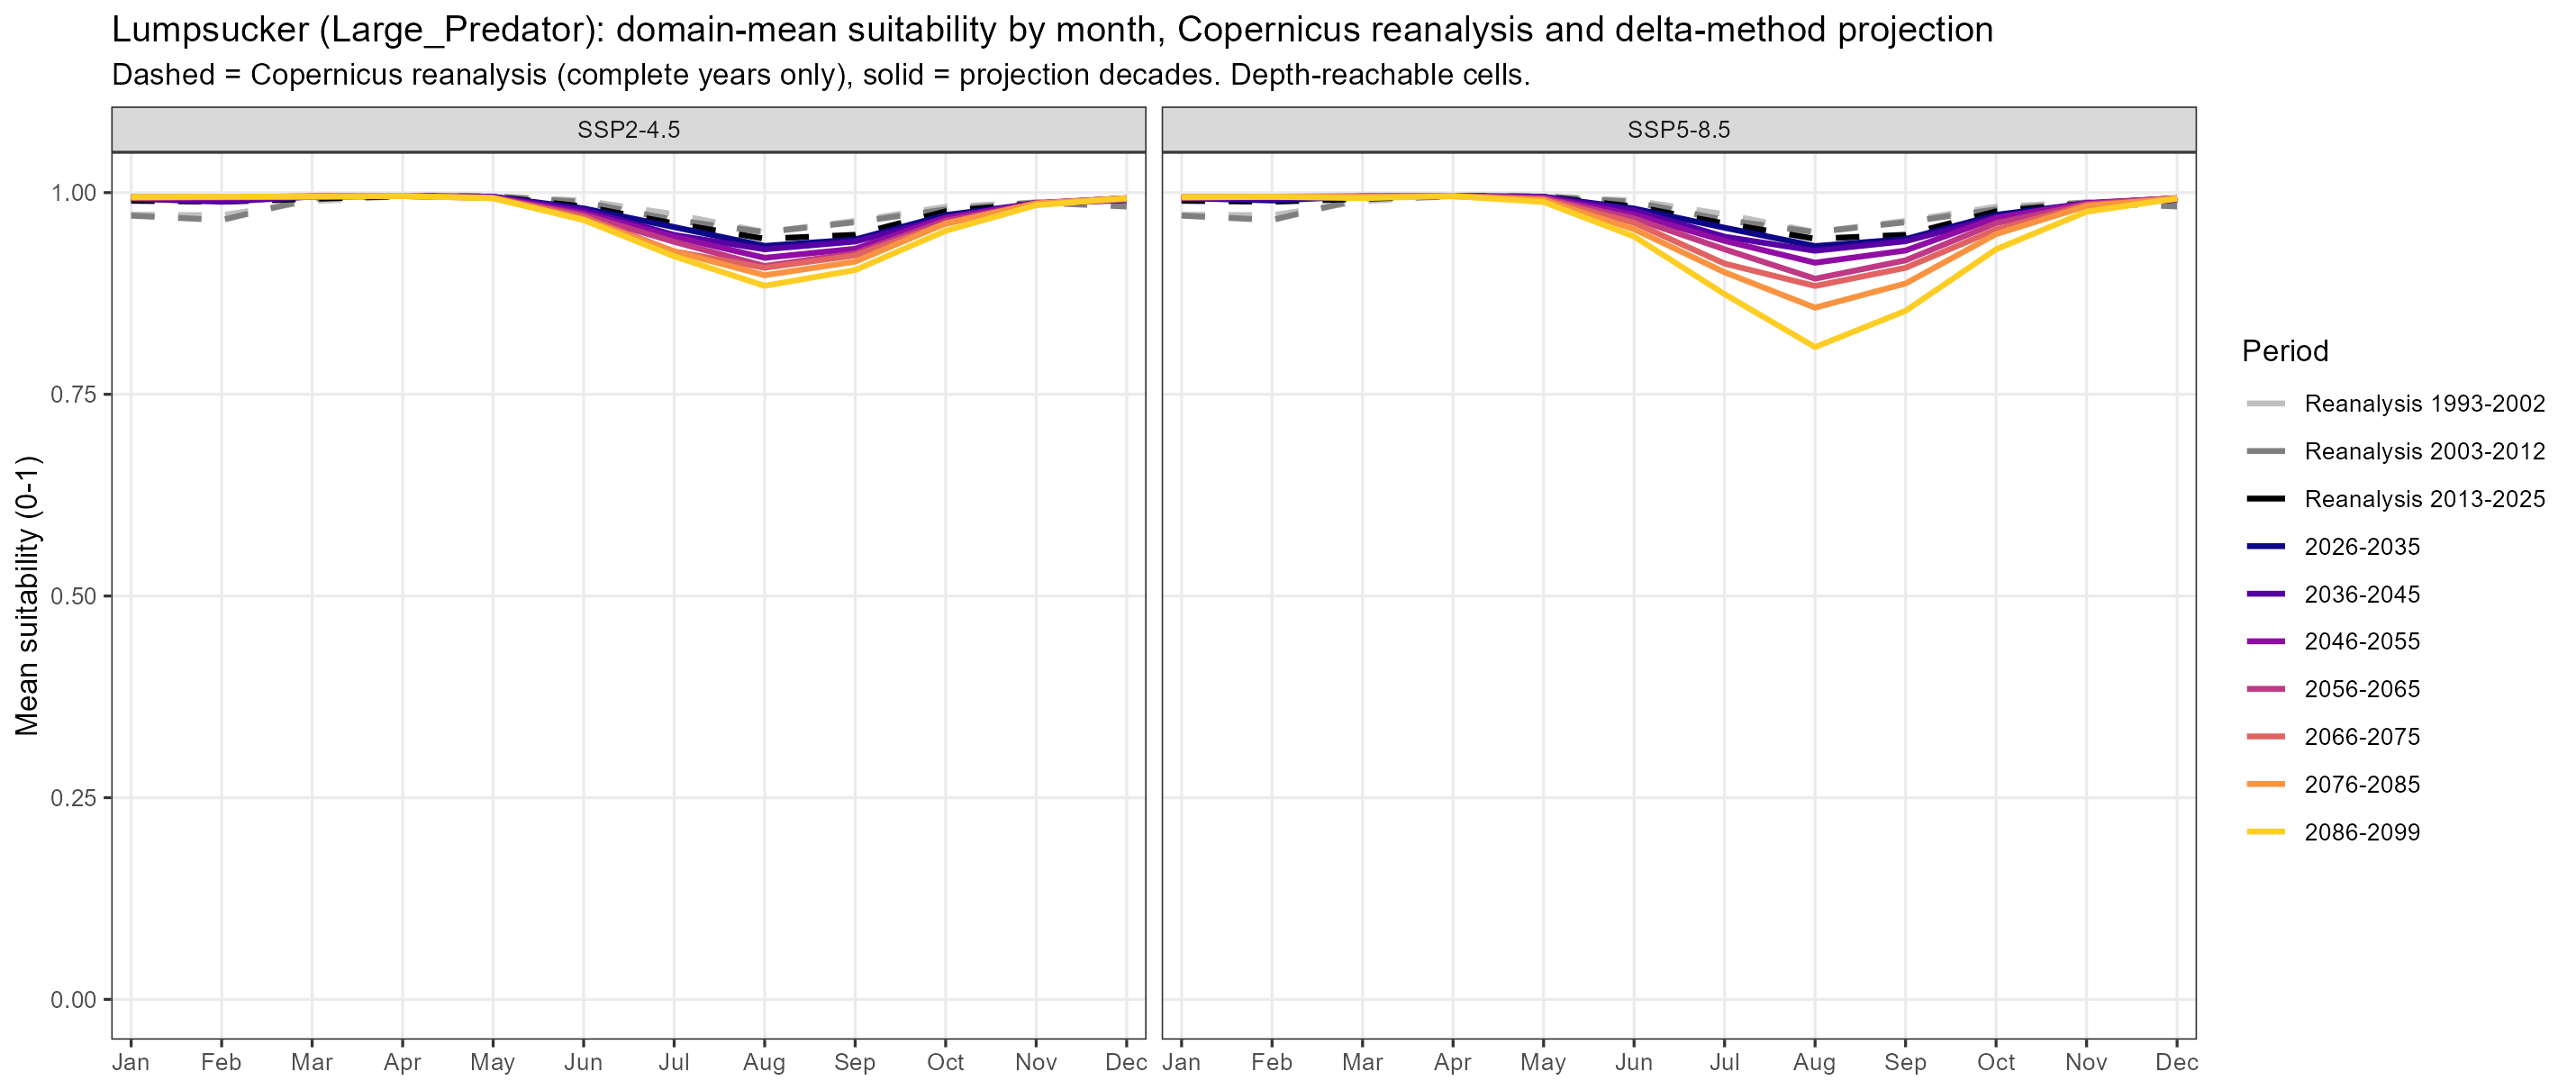 Lumpsucker (Large_Predator): domain-mean suitability by month, Copernicus reanalysis and delta-method projection
Dashed = Copernicus reanalysis (complete years only), solid = projection decades. Depth-reachable cells.
SSP2-4.5
SSP5-8.5
Mean suitability (0-1)
1.00
0.75
0.50
0.25
0.00
Jan Feb Mar Apr May Jun Jul Aug Sep Oct Nov Dec
Jan Feb Mar Apr May Jun Jul Aug Sep Oct Nov Dec
Period
Reanalysis 1993-2002
Reanalysis 2003-2012
Reanalysis 2013-2025
2026-2035
2036-2045
2046-2055
2056-2065
2066-2075
2076-2085
2086-2099